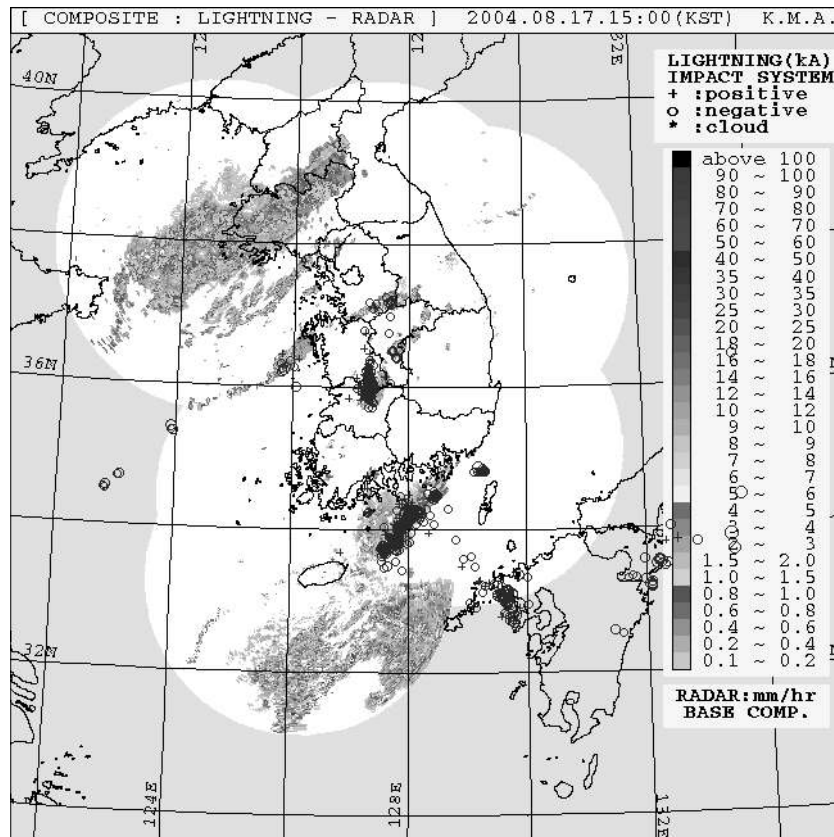 [ COMPOSITE : LIGHTNING - RADAR ] 2004.08.17.15:00(KST) K.M.A.
40N
36N
32N
124E
128E
132E
LIGHTNING(kA)
IMPACT SYSTEM
+ :positive
o :negative
* :cloud
above 100
90 ~ 100
80 ~ 90
70 ~ 80
60 ~ 70
50 ~ 60
40 ~ 50
35 ~ 40
30 ~ 35
25 ~ 30
20 ~ 25
18 ~ 20
16 ~ 18
14 ~ 16
12 ~ 14
10 ~ 12
9 ~ 10
8 ~ 9
7 ~ 8
6 ~ 7
5 ~ 6
4 ~ 5
3 ~ 4
2 ~ 3
1.5 ~ 2.0
1.0 ~ 1.5
0.8 ~ 1.0
0.6 ~ 0.8
0.4 ~ 0.6
0.2 ~ 0.4
0.1 ~ 0.2
RADAR:mm/hr
BASE COMP.